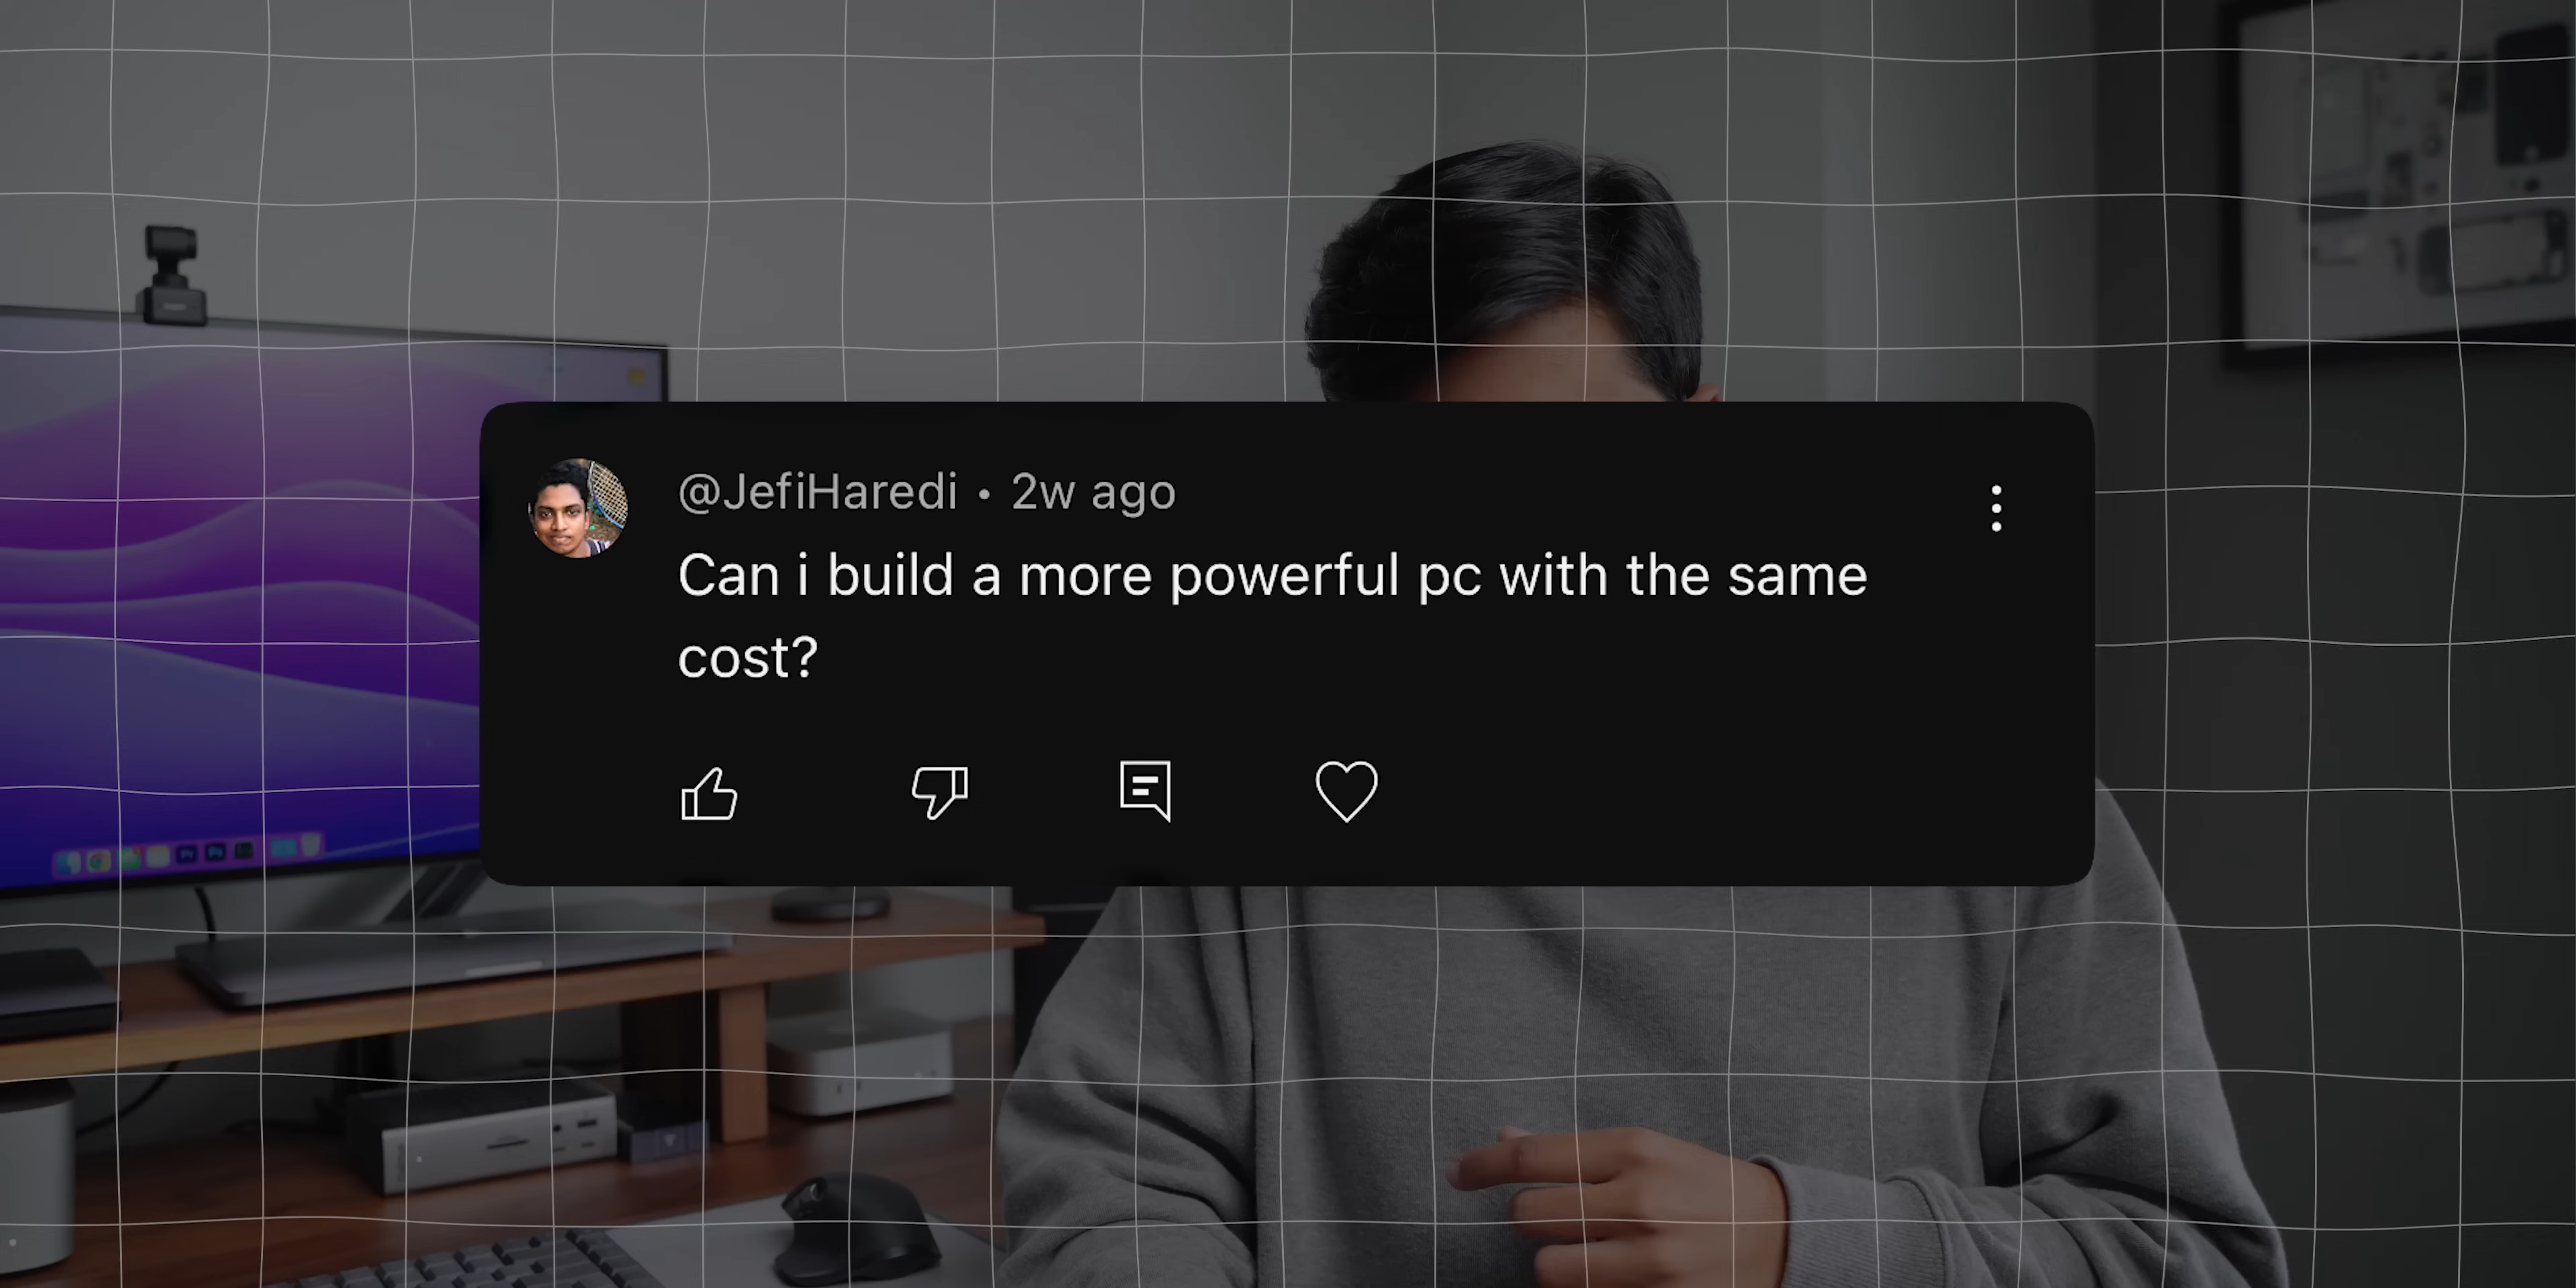 @JefiHaredi • 2w ago
Can i build a more powerful pc with the same
cost?